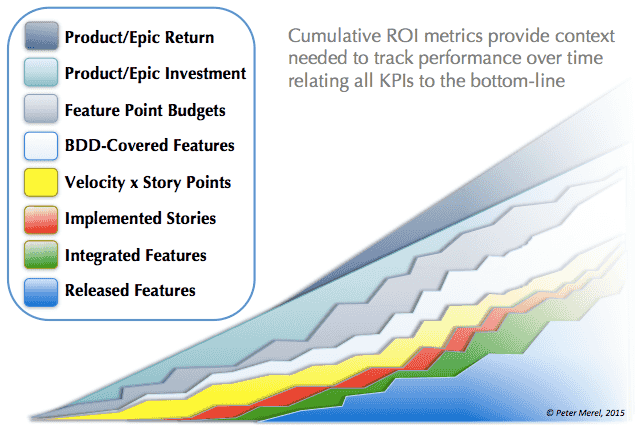 Product/Epic Return
Product/Epic Investment
Feature Point Budgets
BDD-Covered Features
Velocity x Story Points
Implemented Stories
Integrated Features
Released Features
Cumulative ROI metrics provide context
needed to track performance over time
relating all KPIs to the bottom-line
© Peter Merel, 2015